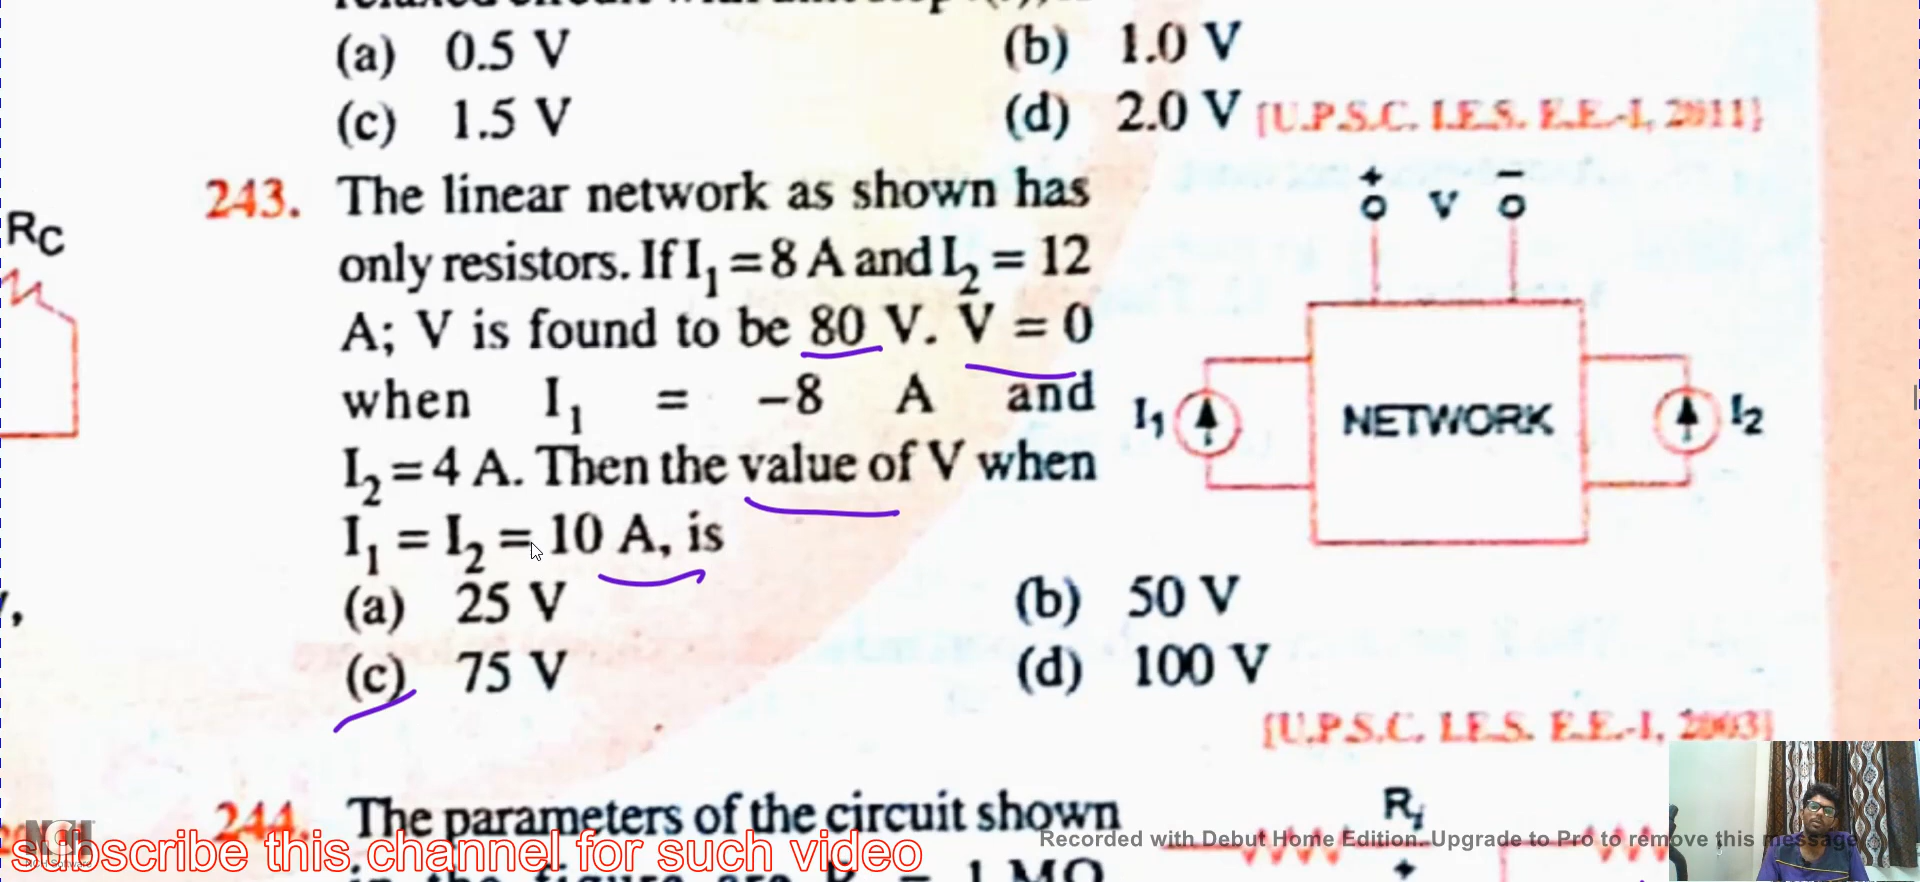 (a) 0.5 V (b) 1.0 V
(c) 1.5 V (d) 2.0 V [U.P.S.C. I.E.S. E.E.-I, 2011]
243. The linear network as shown has
only resistors. If I₁ = 8 A and I₂ = 12
A; V is found to be 80 V. V = 0
when I₁ = –8 A and
I₂ = 4 A. Then the value of V when
I₁ = I₂ = 10 A, is
(a) 25 V (b) 50 V
(c) 75 V (d) 100 V
[U.P.S.C. I.E.S. E.E.-I, 2003]
+ V −
I₁ NETWORK I₂
RC
244. The parameters of the circuit shown
Ri
+
subscribe this channel for such video
Recorded with Debut Home Edition. Upgrade to Pro to remove this message
NCH
1 MΩ